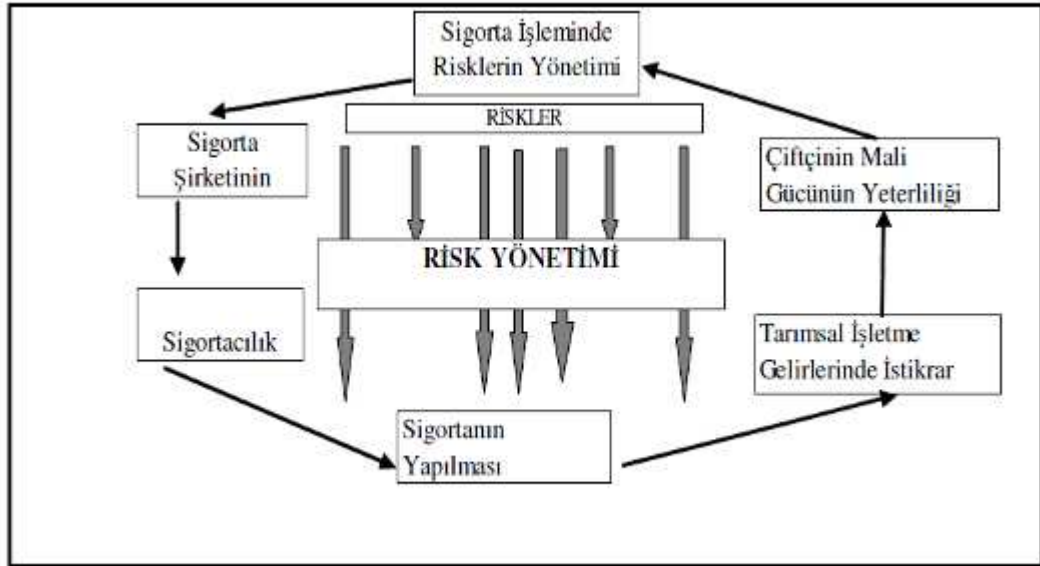 Sigorta İşleminde
Risklerin Yönetimi
RİSKLER
Sigorta
Şirketinin
Çiftçinin Mali
Gücünün Yeterliliği
RİSK YÖNETİMİ
Sigortacılık
Tarımsal İşletme
Gelirlerinde İstikrar
Sigortanın
Yapılması